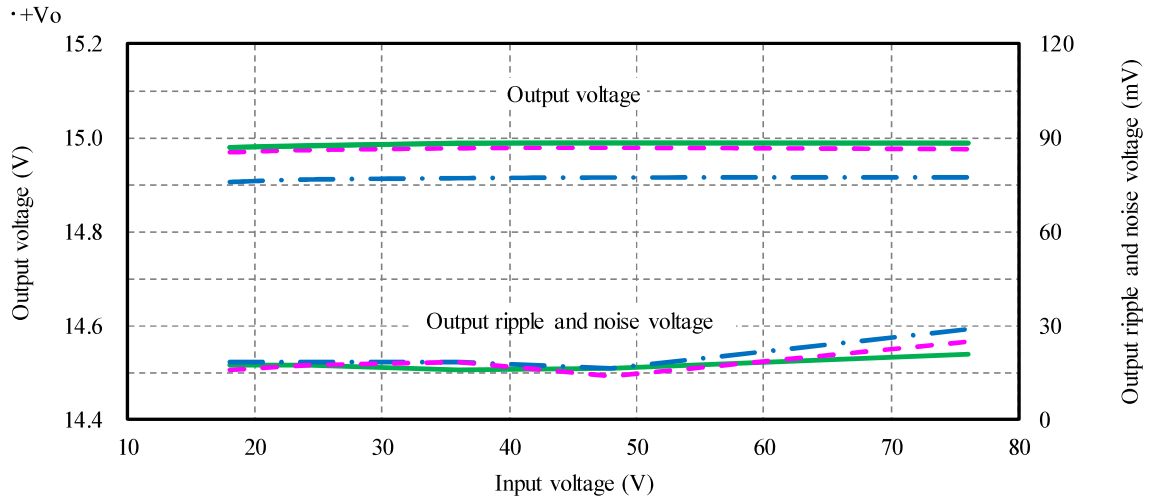 ・+Vo
15.2
15.0
14.8
14.6
14.4
Output voltage (V)
Output voltage
Output ripple and noise voltage
120
90
60
30
0
Output ripple and noise voltage (mV)
10 20 30 40 50 60 70 80
Input voltage (V)